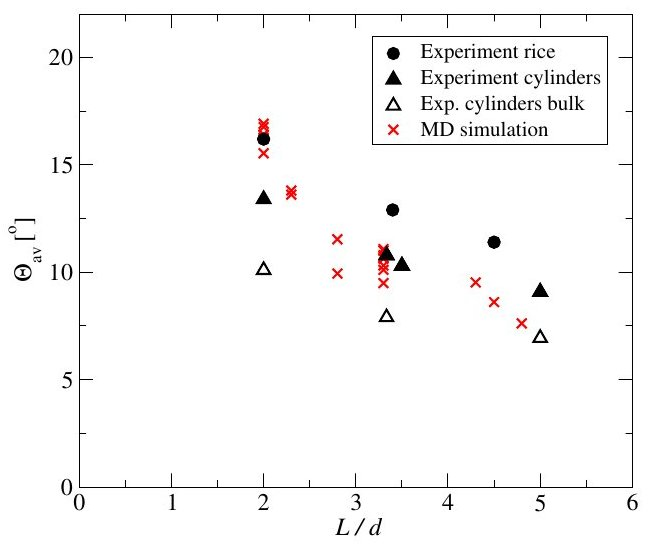 Experiment rice
Experiment cylinders
Exp. cylinders bulk
MD simulation
20
15
10
5
0
Θav [°]
0 1 2 3 4 5 6
L / d